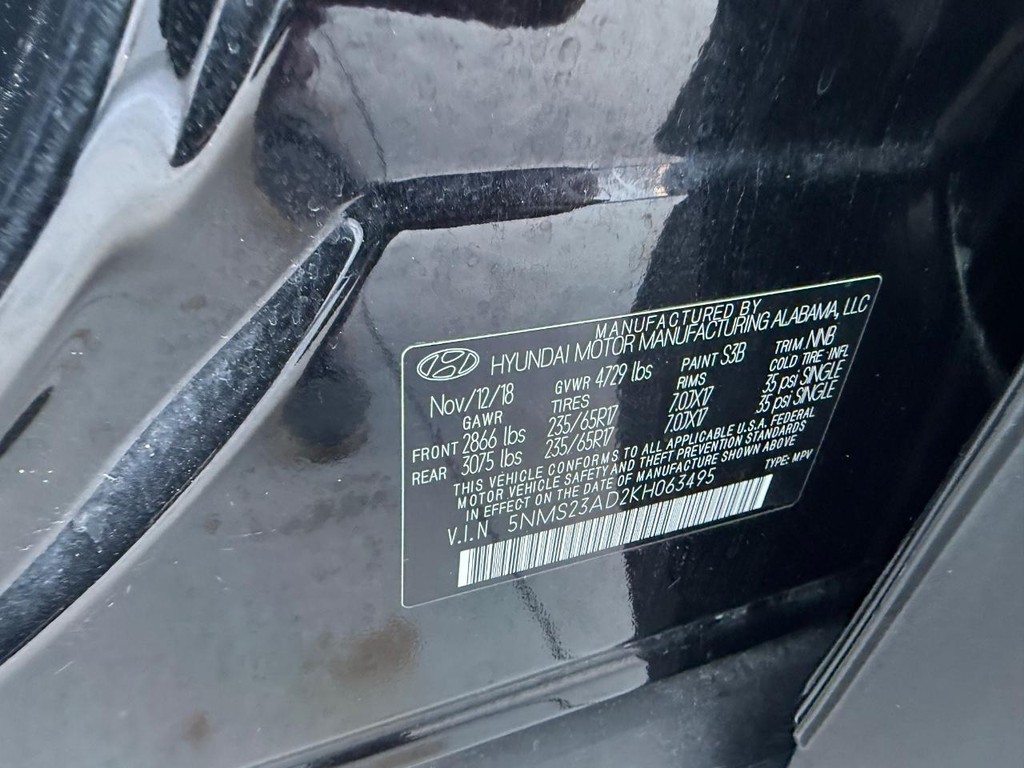 MANUFACTURED BY
HYUNDAI MOTOR MANUFACTURING ALABAMA, LLC
Nov/12/18 GVWR 4729 lbs PAINT S3B TRIM NNB
GAWR TIRES RIMS COLD TIRE INFL
FRONT 2866 lbs 235/65R17 7.0JX17 35 psi SINGLE
REAR 3075 lbs 235/65R17 7.0JX17 35 psi SINGLE
THIS VEHICLE CONFORMS TO ALL APPLICABLE U.S.A. FEDERAL
MOTOR VEHICLE SAFETY AND THEFT PREVENTION STANDARDS
IN EFFECT ON THE DATE OF MANUFACTURE SHOWN ABOVE
V.I.N 5NMS23AD2KH063495 TYPE: MPV